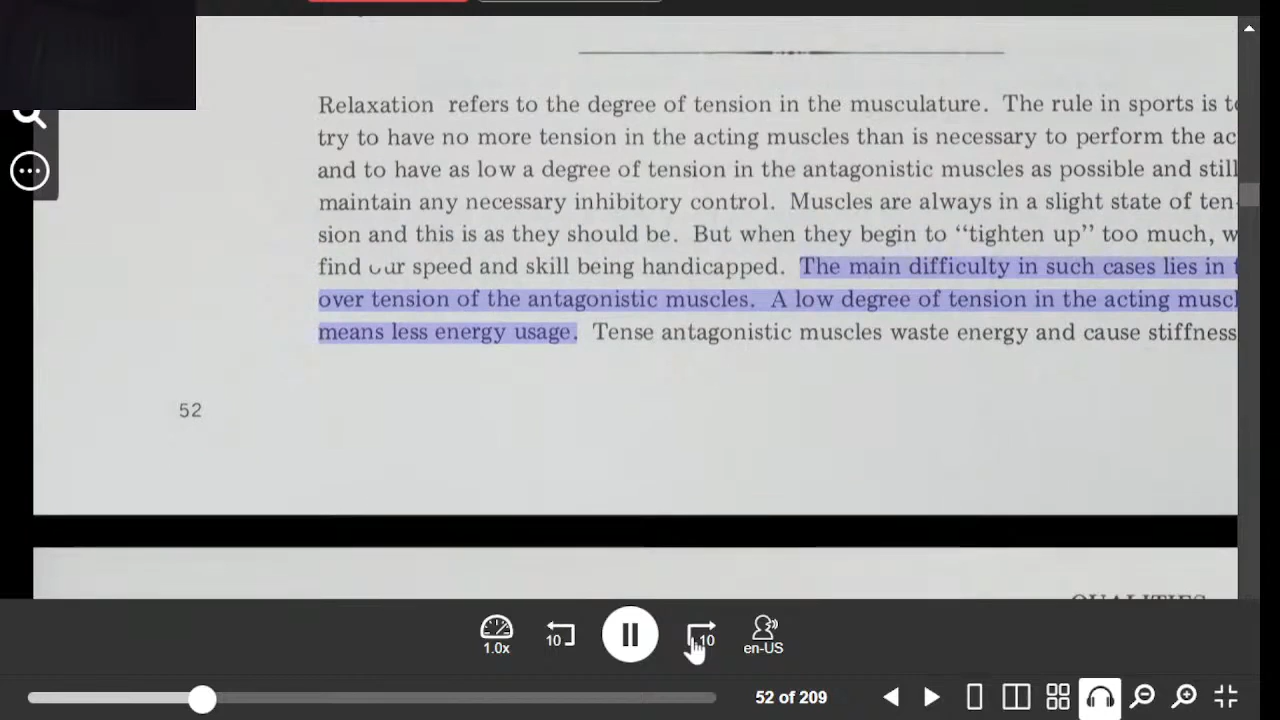 Relaxation refers to the degree of tension in the musculature. The rule in sports is t
try to have no more tension in the acting muscles than is necessary to perform the ac
and to have as low a degree of tension in the antagonistic muscles as possible and still
maintain any necessary inhibitory control. Muscles are always in a slight state of ten-
sion and this is as they should be. But when they begin to “tighten up” too much, w
find our speed and skill being handicapped. The main difficulty in such cases lies in t
over tension of the antagonistic muscles. A low degree of tension in the acting muscl
means less energy usage. Tense antagonistic muscles waste energy and cause stiffness
52
QUALITIES
1.0x 10 10 en-US
52 of 209